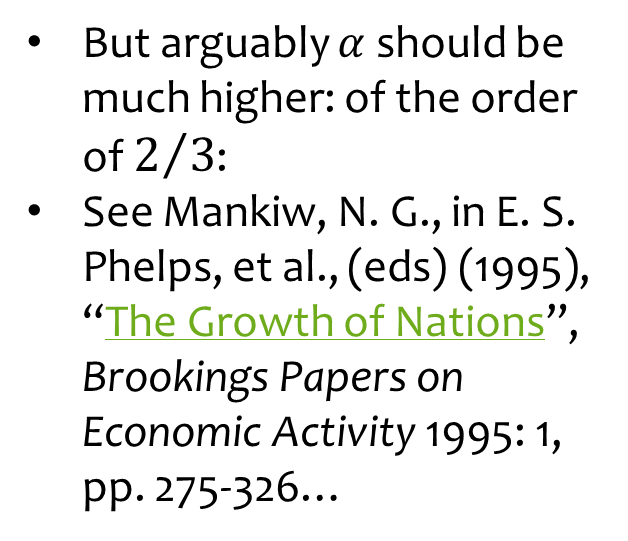 • But arguably 𝛼 should be
much higher: of the order
of 2/3:
• See Mankiw, N. G., in E. S.
Phelps, et al., (eds) (1995),
“The Growth of Nations”,
Brookings Papers on
Economic Activity 1995: 1,
pp. 275-326…